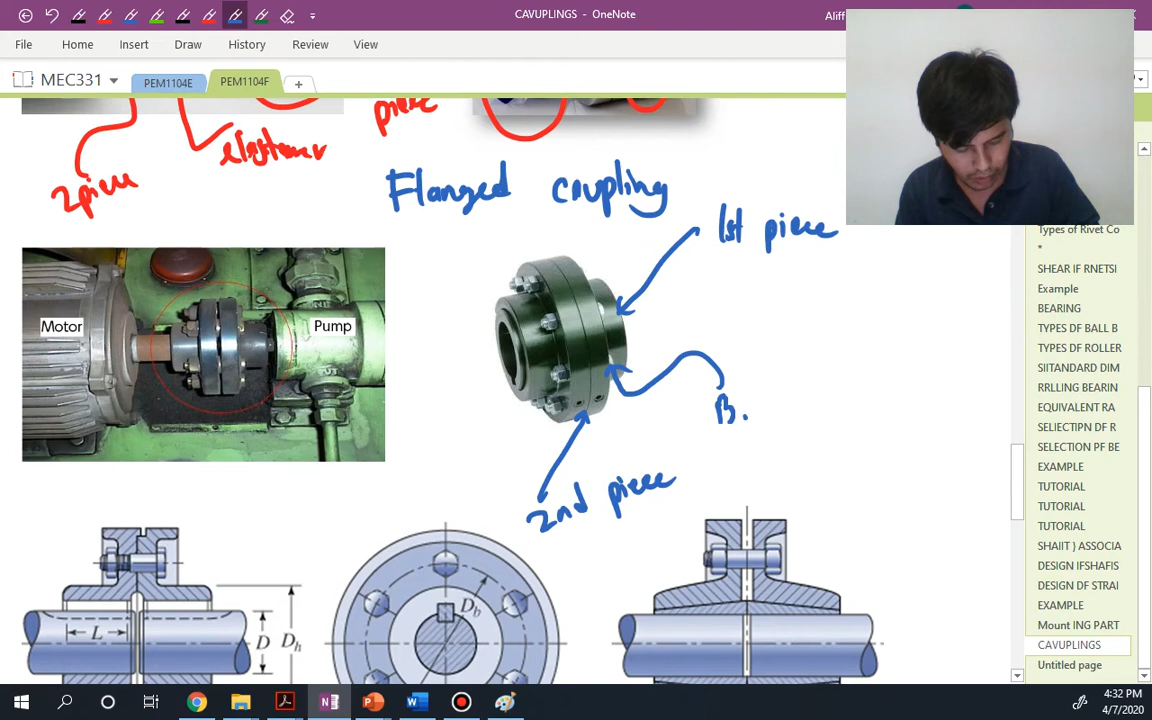 CAVUPLINGS - OneNote
Aliff
File Home Insert Draw History Review View
MEC331 PEM1104E PEM1104F
piece
elastomer
2 piece
Flanged coupling
1st piece
Motor
Pump
B.
2nd piece
L
D
Dh
Db
Types of Rivet Co
*
SHEAR IF RNETSI
Example
BEARING
TYPES DF BALL B
TYPES DF ROLLER
SIITANDARD DIM
RRLLING BEARIN
EQUIVALENT RA
SELIECTIPN DF R
SELECTION PF BE
EXAMPLE
TUTORIAL
TUTORIAL
TUTORIAL
SHAIIT } ASSOCIA
DESIGN IFSHAFIS
DESIGN DF STRAI
EXAMPLE
Mount ING PART
CAVUPLINGS
Untitled page
4:32 PM
4/7/2020